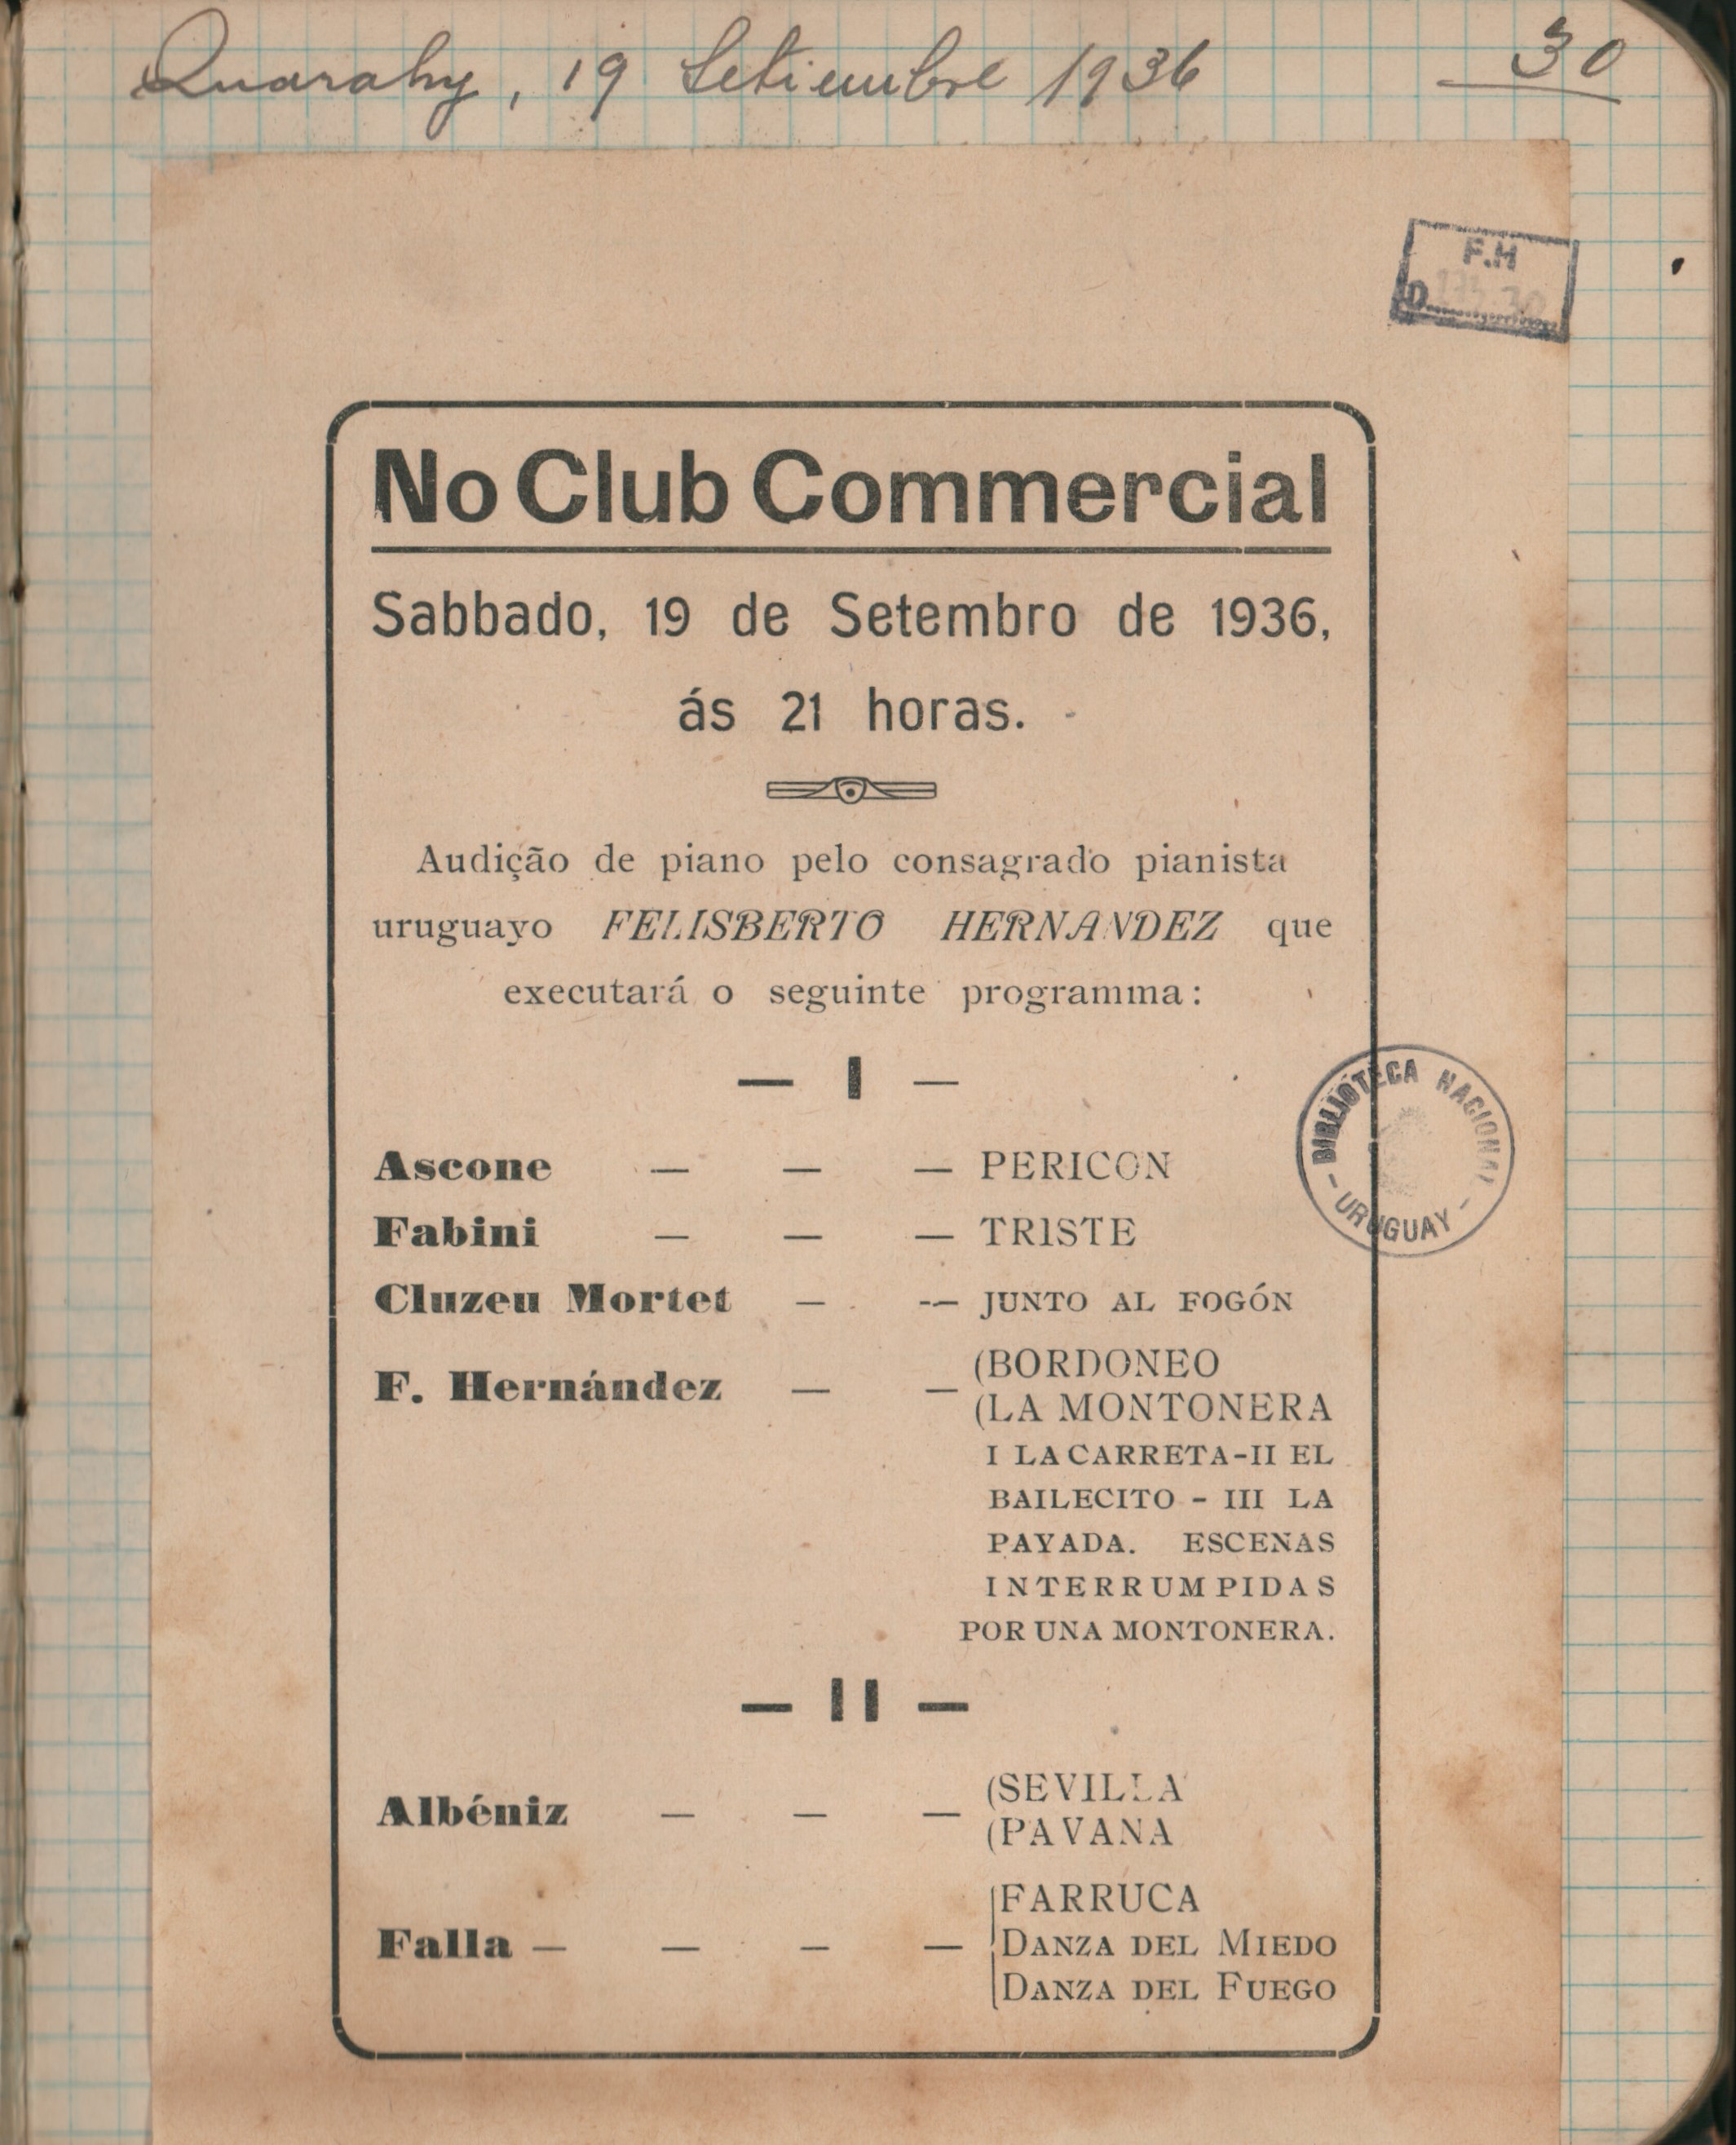 Quarahy, 19 Setiembre 1936
30
F.H
D
No Club Commercial
Sabbado, 19 de Setembro de 1936,
ás 21 horas.
Audição de piano pelo consagrado pianista
uruguayo FELISBERTO HERNANDEZ que
executará o seguinte programma:
— I —
Ascone — — — PERICON
Fabini — — — TRISTE
Cluzeu Mortet — -— JUNTO AL FOGÓN
F. Hernández — — (BORDONEO
(LA MONTONERA
I LA CARRETA-II EL
BAILECITO - III LA
PAYADA. ESCENAS
INTERRUMPIDAS
POR UNA MONTONERA.
BIBLIOTECA NACIONAL
- URUGUAY -
— II —
Albéniz — — — (SEVILLA
(PAVANA
Falla — — — — FARRUCA
DANZA DEL MIEDO
DANZA DEL FUEGO